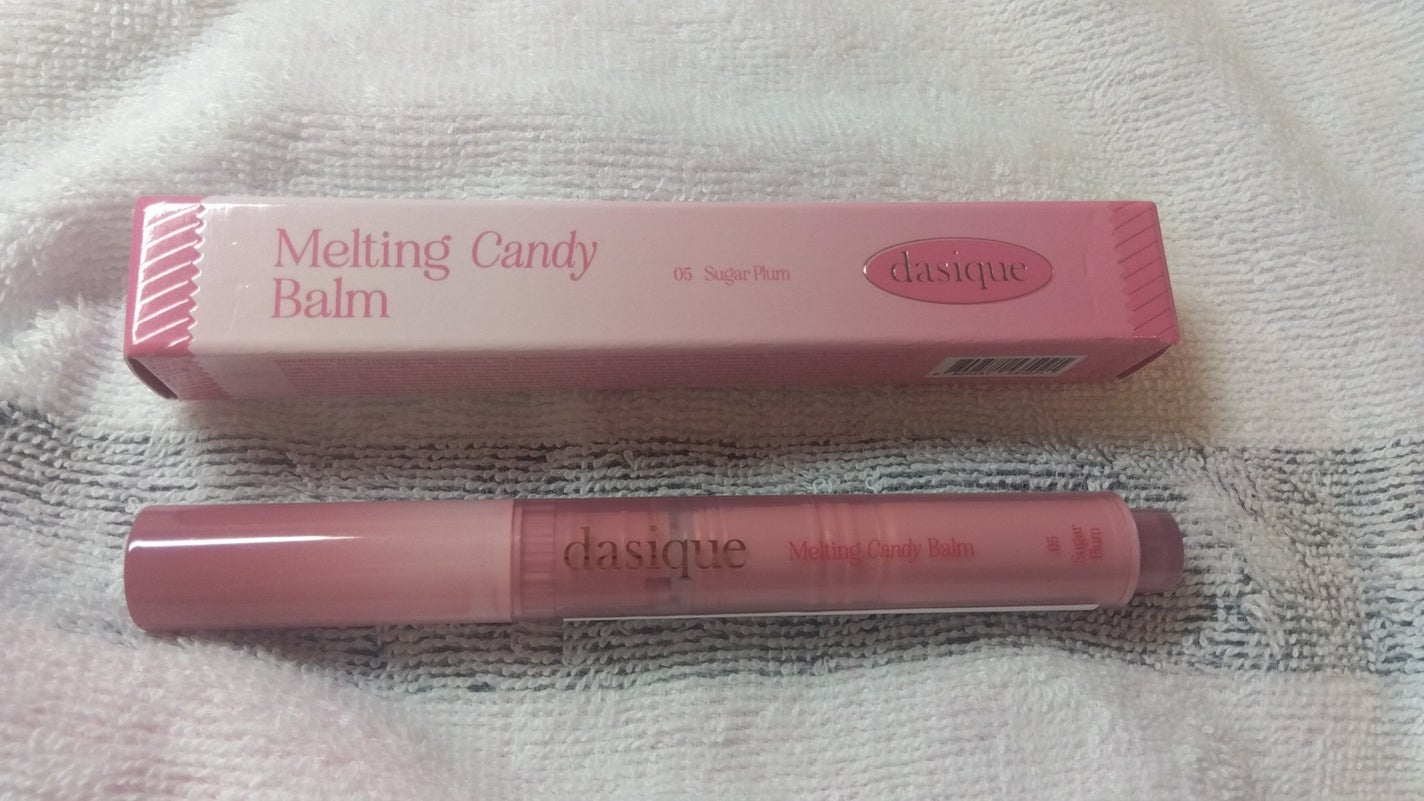 Melting Candy
Balm
05 Sugar Plum
dasique
dasique
Melting Candy Balm
05
Sugar
Plum